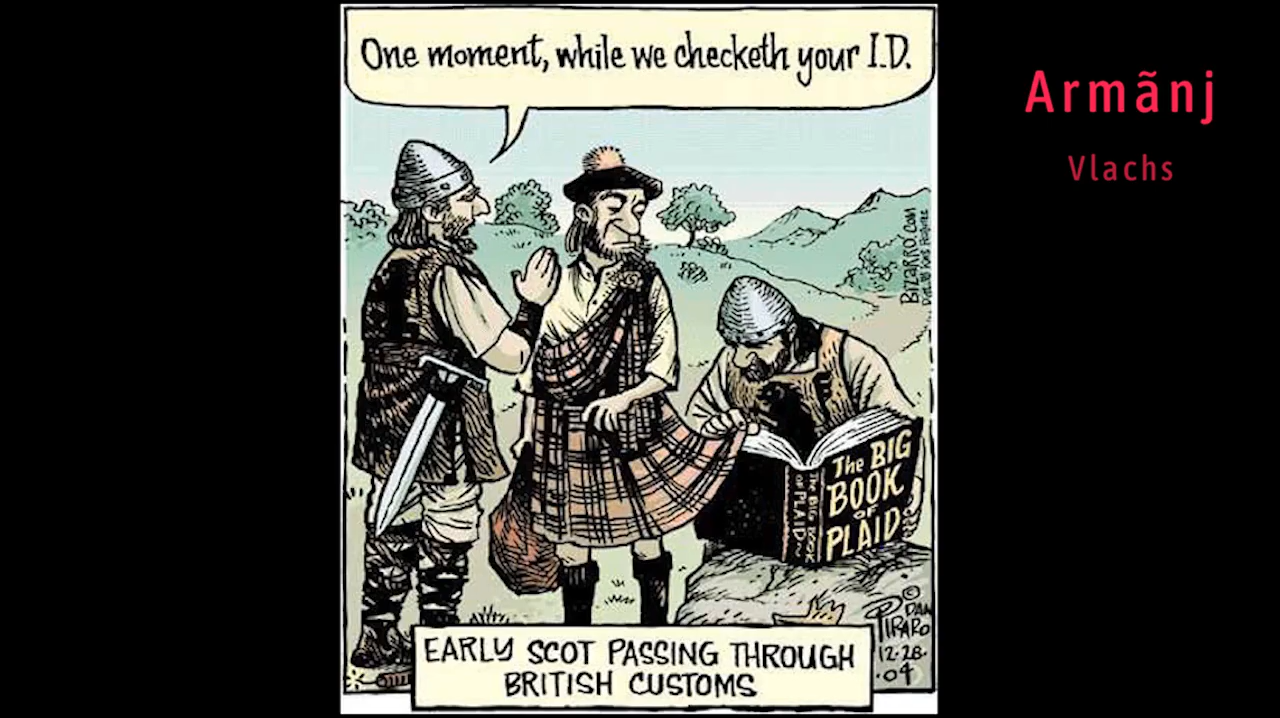 One moment, while we checketh your I.D.
Armãnj
Vlachs
BIZARRO.COM
The BIG
BOOK
OF
PLAID
The BIG BOOK
of PLAID
© DAN
PIRARO
12.28.
.04
EARLY SCOT PASSING THROUGH
BRITISH CUSTOMS